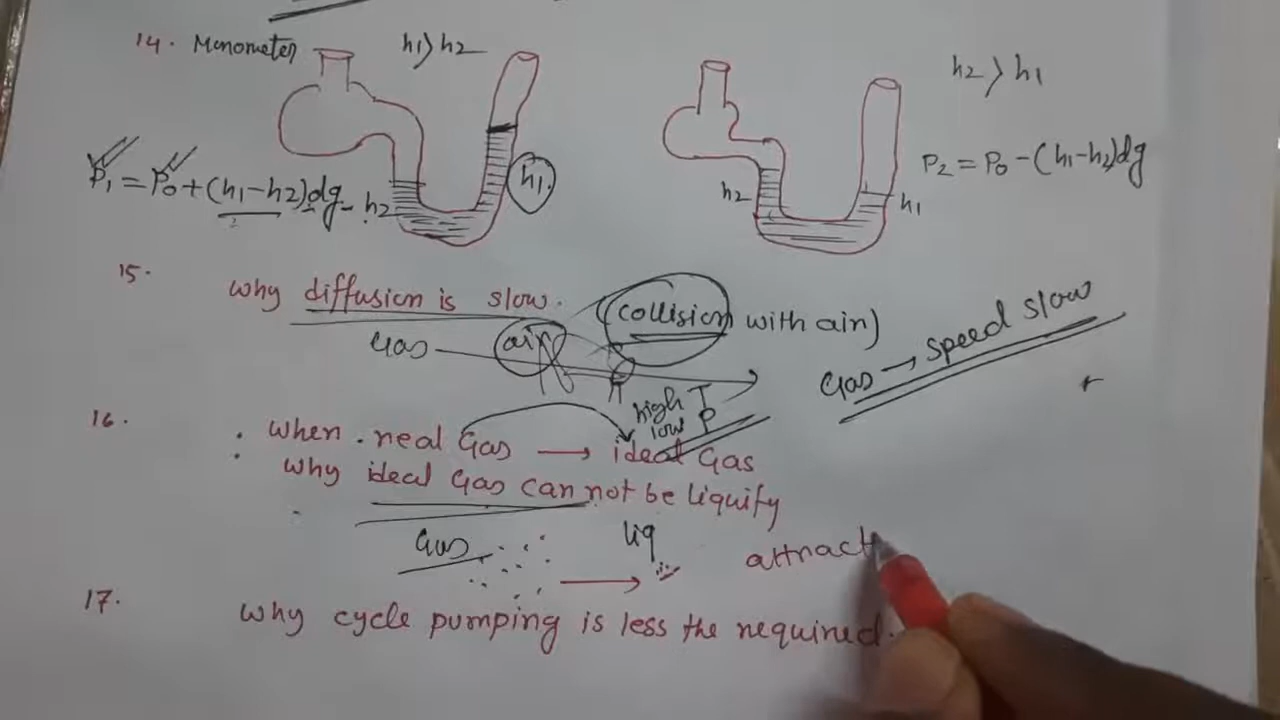 14. Manometer h1>h2
h2 > h1
P1 = P0 + (h1-h2)dg
h2
h1.
h2
h1
P2 = P0 - (h1-h2)dg
15. why diffusion is slow.
(collision with air)
Gas air
Gas → speed slow
high T
low P
16. : when real Gas → ideal Gas
why ideal Gas can not be liquify
Gas liq
attract
17. why cycle pumping is less the required.